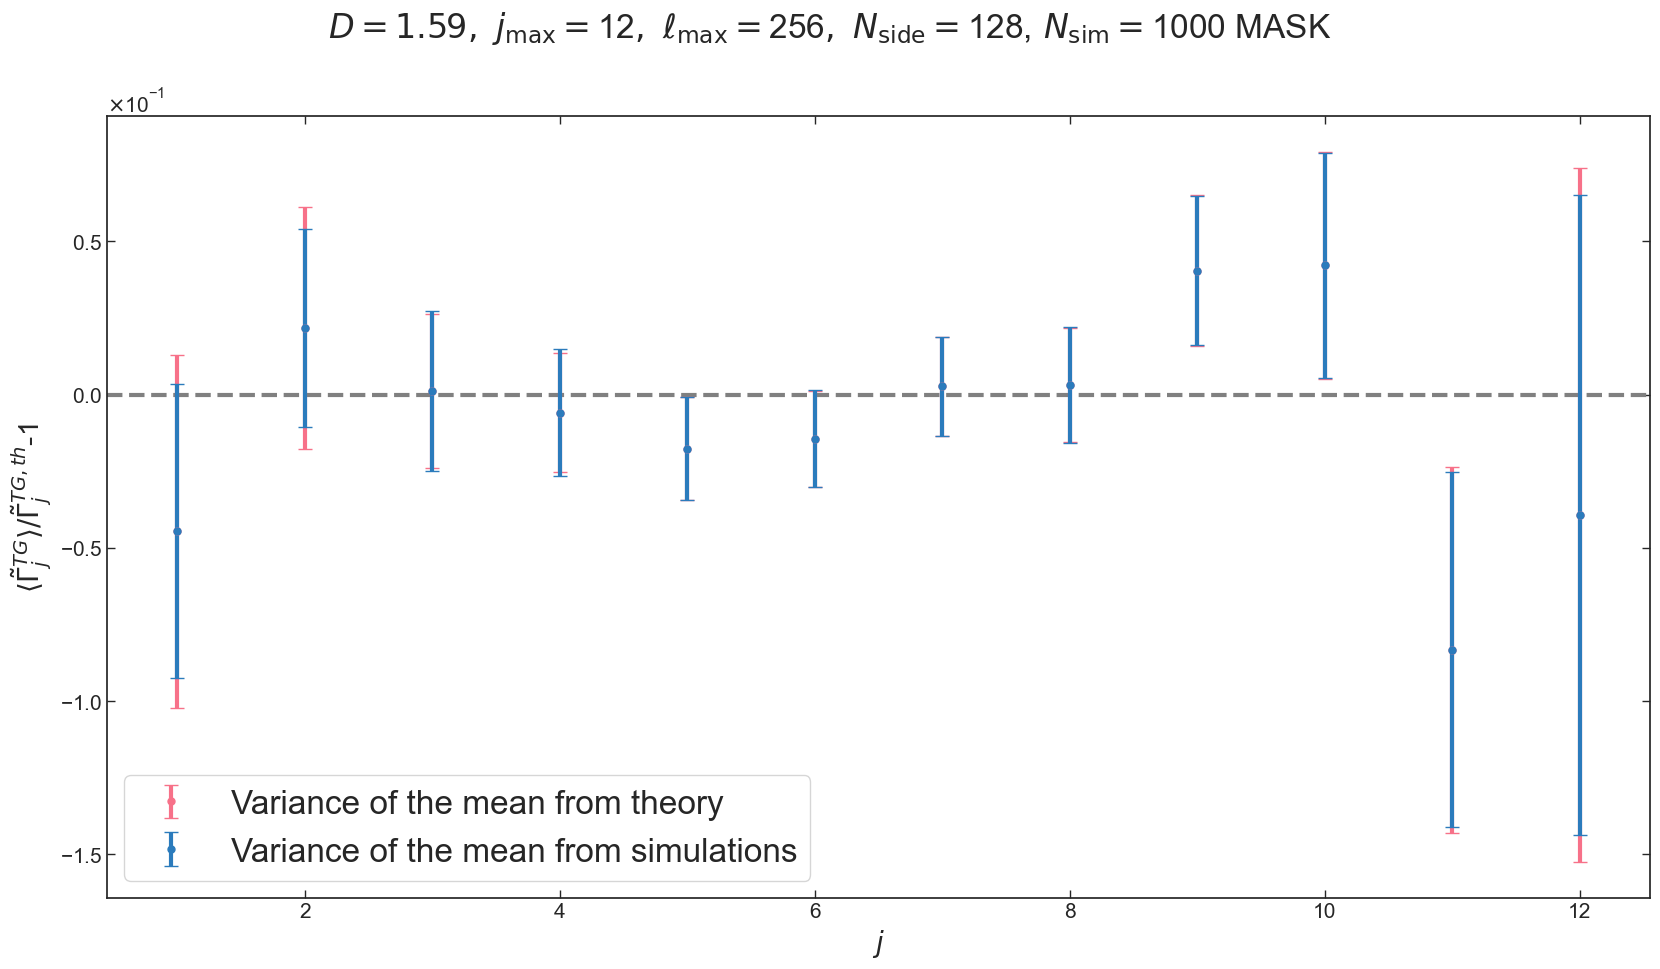 D = 1.59, j_max = 12, ℓ_max = 256, N_side = 128, N_sim = 1000 MASK
×10⁻¹
0.5
0.0
−0.5
−1.0
−1.5
⟨Γ̃_j^{TG}⟩/Γ̃_j^{TG, th}-1
Variance of the mean from theory
Variance of the mean from simulations
2 4 6 8 10 12
j